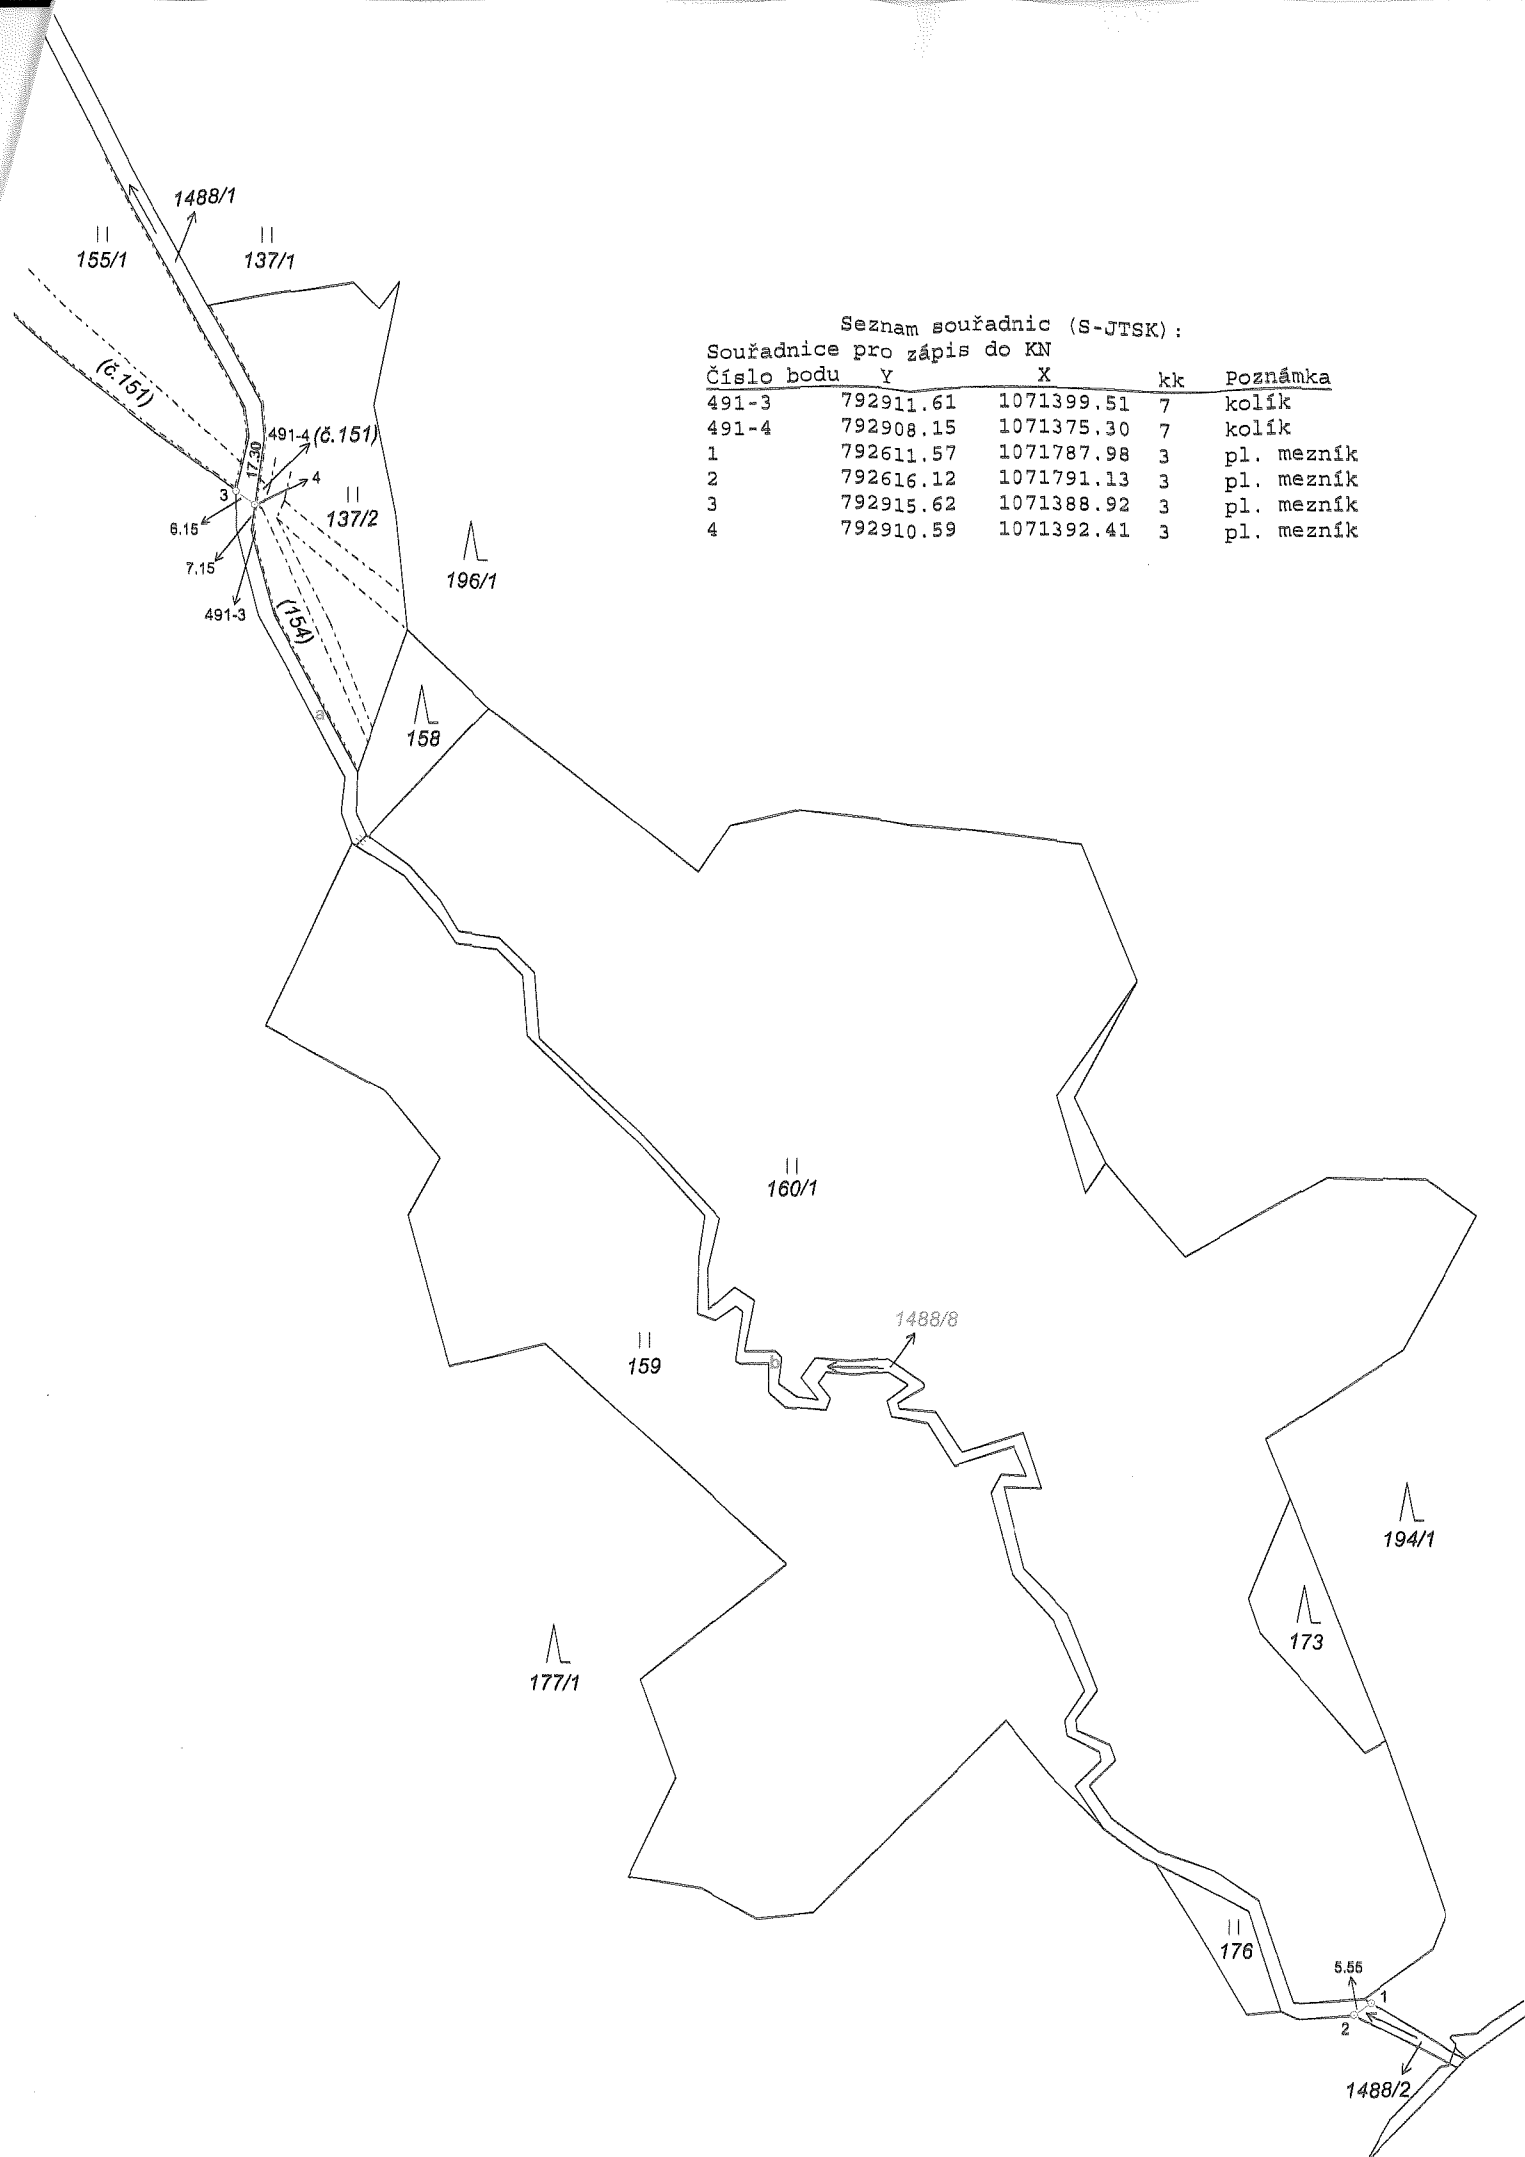 1488/1
155/1
137/1
Seznam souřadnic (S-JTSK):
Souřadnice pro zápis do KN
Číslo bodu Y X kk Poznámka
491-3 792911.61 1071399.51 7 kolík
491-4 792908.15 1071375.30 7 kolík
1 792611.57 1071787.98 3 pl. mezník
2 792616.12 1071791.13 3 pl. mezník
3 792915.62 1071388.92 3 pl. mezník
4 792910.59 1071392.41 3 pl. mezník
(č.151)
491-4 (č.151)
17.30
4
3
137/2
6.15
7.15
196/1
491-3
(154)
a
158
160/1
1488/8
159
b
194/1
173
177/1
176
5.55
1
2
1488/2